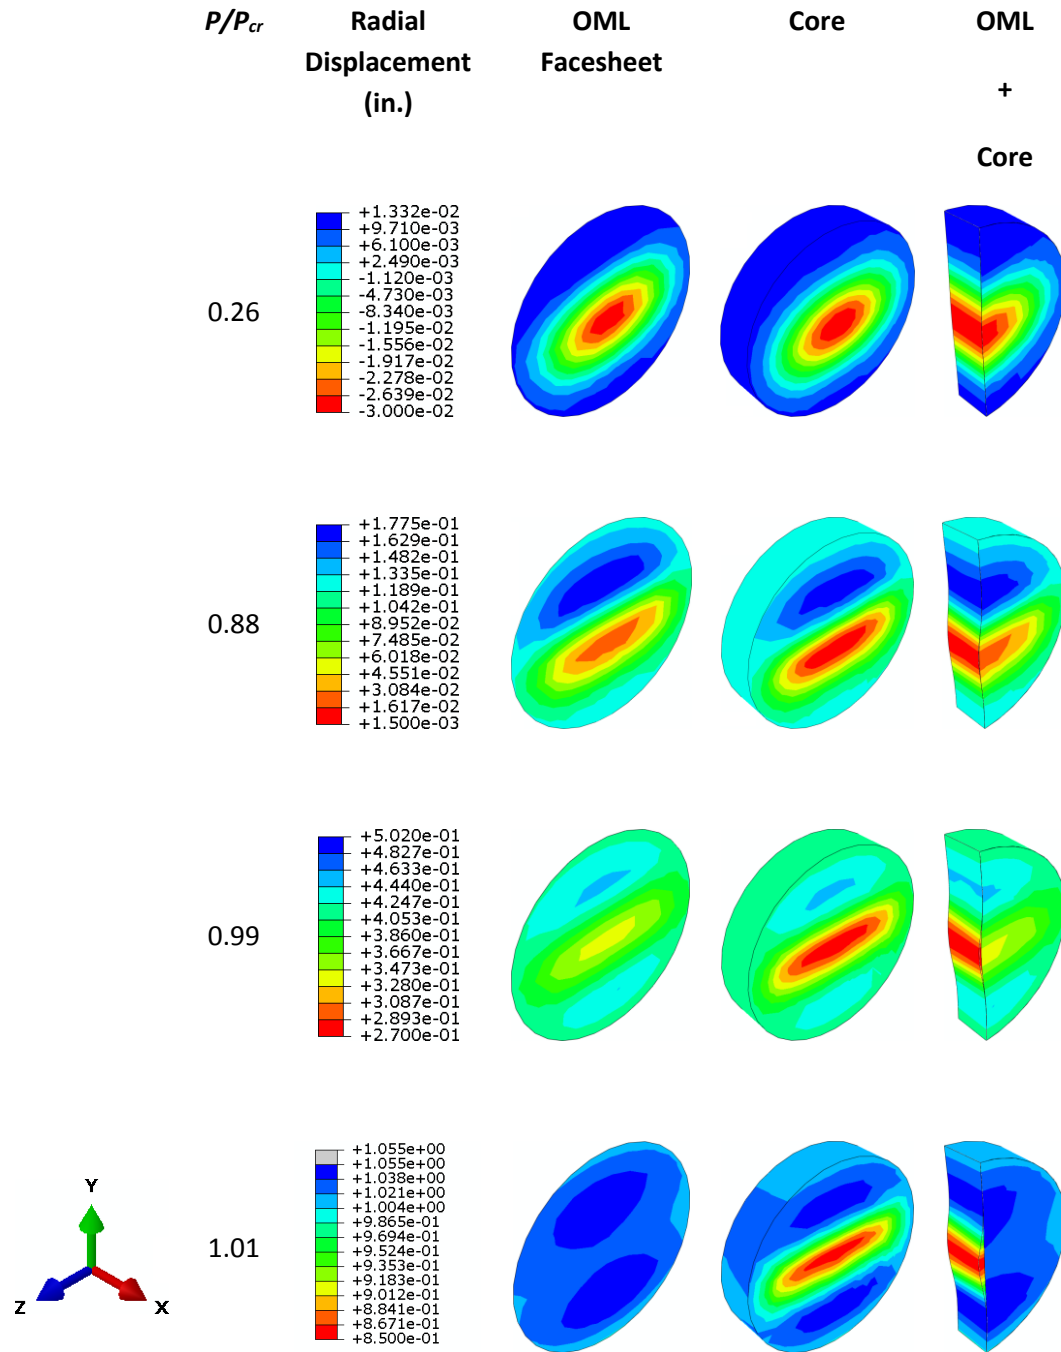 P/Pcr Radial OML Core OML
Displacement Facesheet
(in.) +
Core
+1.332e-02
+9.710e-03
+6.100e-03
+2.490e-03
-1.120e-03
-4.730e-03
0.26 -8.340e-03
-1.195e-02
-1.556e-02
-1.917e-02
-2.278e-02
-2.639e-02
-3.000e-02
+1.775e-01
+1.629e-01
+1.482e-01
+1.335e-01
+1.189e-01
+1.042e-01
0.88 +8.952e-02
+7.485e-02
+6.018e-02
+4.551e-02
+3.084e-02
+1.617e-02
+1.500e-03
+5.020e-01
+4.827e-01
+4.633e-01
+4.440e-01
+4.247e-01
+4.053e-01
0.99 +3.860e-01
+3.667e-01
+3.473e-01
+3.280e-01
+3.087e-01
+2.893e-01
+2.700e-01
+1.055e+00
+1.055e+00
+1.038e+00
+1.021e+00
+1.004e+00
+9.865e-01
+9.694e-01
1.01 +9.524e-01
+9.353e-01
+9.183e-01
+9.012e-01
+8.841e-01
+8.671e-01
+8.500e-01
Y
Z X